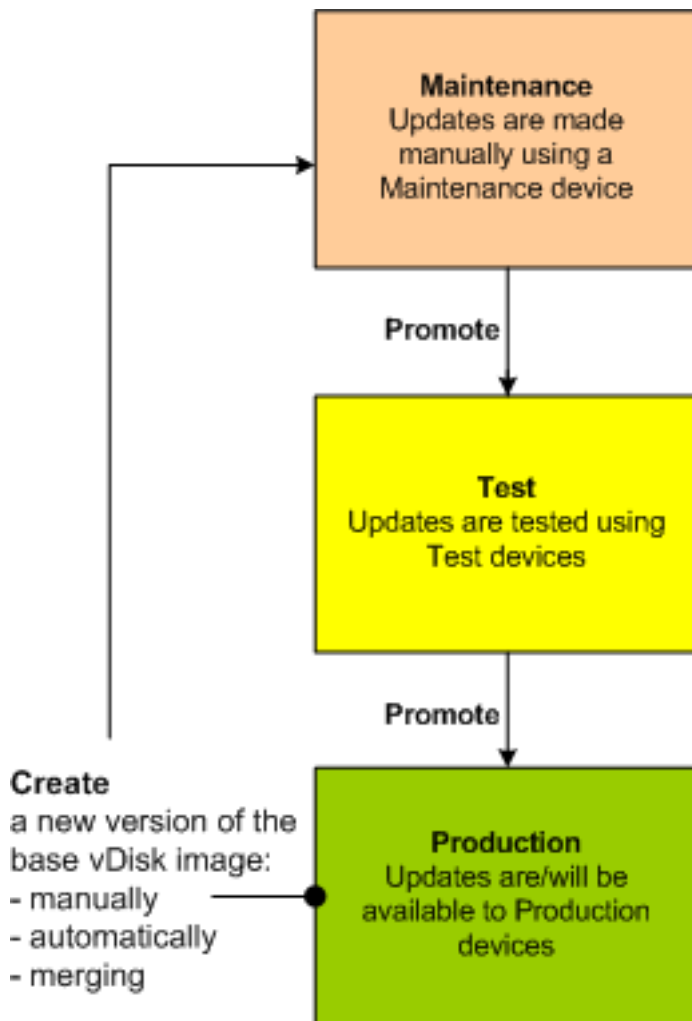 Maintenance
Updates are made
manually using a
Maintenance device
Promote
Test
Updates are tested using
Test devices
Promote
Production
Updates are/will be
available to Production
devices
Create
a new version of the
base vDisk image:
- manually
- automatically
- merging